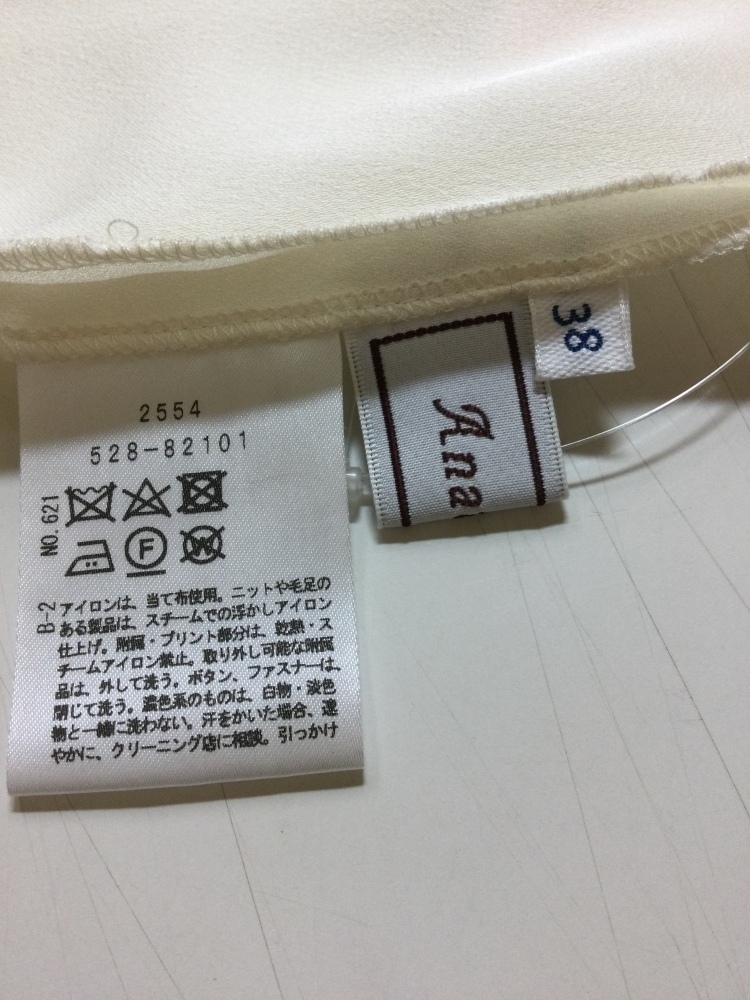 2554
528-82101
NO.621
F
W
B-2
アイロンは、当て布使用。ニットや毛足の
ある製品は、スチームでの浮かしアイロン
仕上げ。附属・プリント部分は、乾熱・ス
チームアイロン禁止。取り外し可能な附属
品は、外して洗う。ボタン、ファスナーは、
閉じて洗う。濃色系のものは、白物・淡色
物と一緒に洗わない。汗をかいた場合、速
やかに、クリーニング店に相談。引っかけ
38